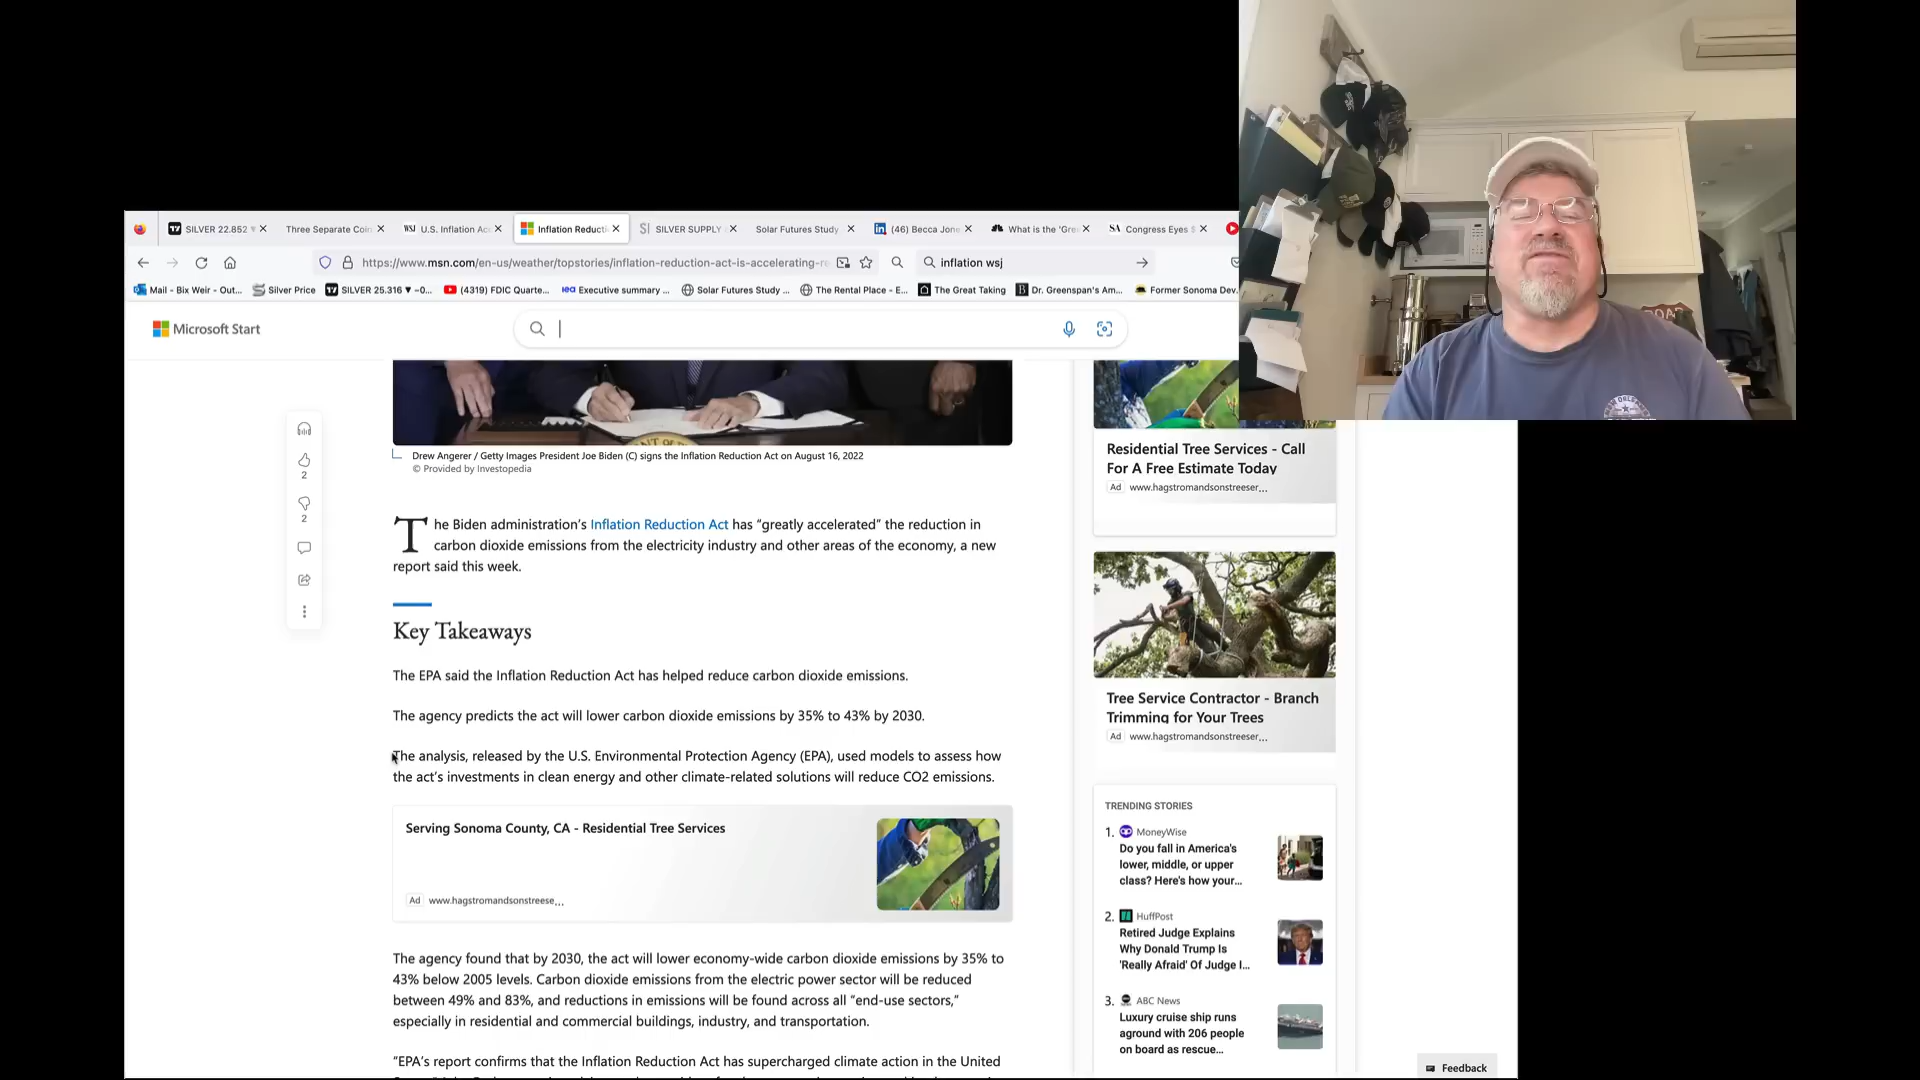 SILVER 22.852
Three Separate Coin
WSJ U.S. Inflation Acc
Inflation Reducti
SILVER SUPPLY
Solar Futures Study
(46) Becca Jone
What is the 'Gre
SA Congress Eyes S
https://www.msn.com/en-us/weather/topstories/inflation-reduction-act-is-accelerating-r
inflation wsj
Mail - Bix Weir - Out...
Silver Price
SILVER 25.316 ▼ −0...
(4319) FDIC Quarte...
iea Executive summary ...
Solar Futures Study ...
The Rental Place - E...
The Great Taking
Dr. Greenspan's Am...
Former Sonoma Dev.
Microsoft Start
Drew Angerer / Getty Images President Joe Biden (C) signs the Inflation Reduction Act on August 16, 2022
© Provided by Investopedia
2
2
The Biden administration's Inflation Reduction Act has “greatly accelerated” the reduction in
carbon dioxide emissions from the electricity industry and other areas of the economy, a new
report said this week.
Key Takeaways
The EPA said the Inflation Reduction Act has helped reduce carbon dioxide emissions.
The agency predicts the act will lower carbon dioxide emissions by 35% to 43% by 2030.
The analysis, released by the U.S. Environmental Protection Agency (EPA), used models to assess how
the act's investments in clean energy and other climate-related solutions will reduce CO2 emissions.
Serving Sonoma County, CA - Residential Tree Services
Ad www.hagstromandsonstreese...
The agency found that by 2030, the act will lower economy-wide carbon dioxide emissions by 35% to
43% below 2005 levels. Carbon dioxide emissions from the electric power sector will be reduced
between 49% and 83%, and reductions in emissions will be found across all “end-use sectors,”
especially in residential and commercial buildings, industry, and transportation.
“EPA's report confirms that the Inflation Reduction Act has supercharged climate action in the United
Residential Tree Services - Call
For A Free Estimate Today
Ad www.hagstromandsonstreeser...
Tree Service Contractor - Branch
Trimming for Your Trees
Ad www.hagstromandsonstreeser...
TRENDING STORIES
1. MoneyWise
Do you fall in America's
lower, middle, or upper
class? Here's how your...
2. HuffPost
Retired Judge Explains
Why Donald Trump Is
'Really Afraid' Of Judge I...
3. ABC News
Luxury cruise ship runs
aground with 206 people
on board as rescue...
Feedback